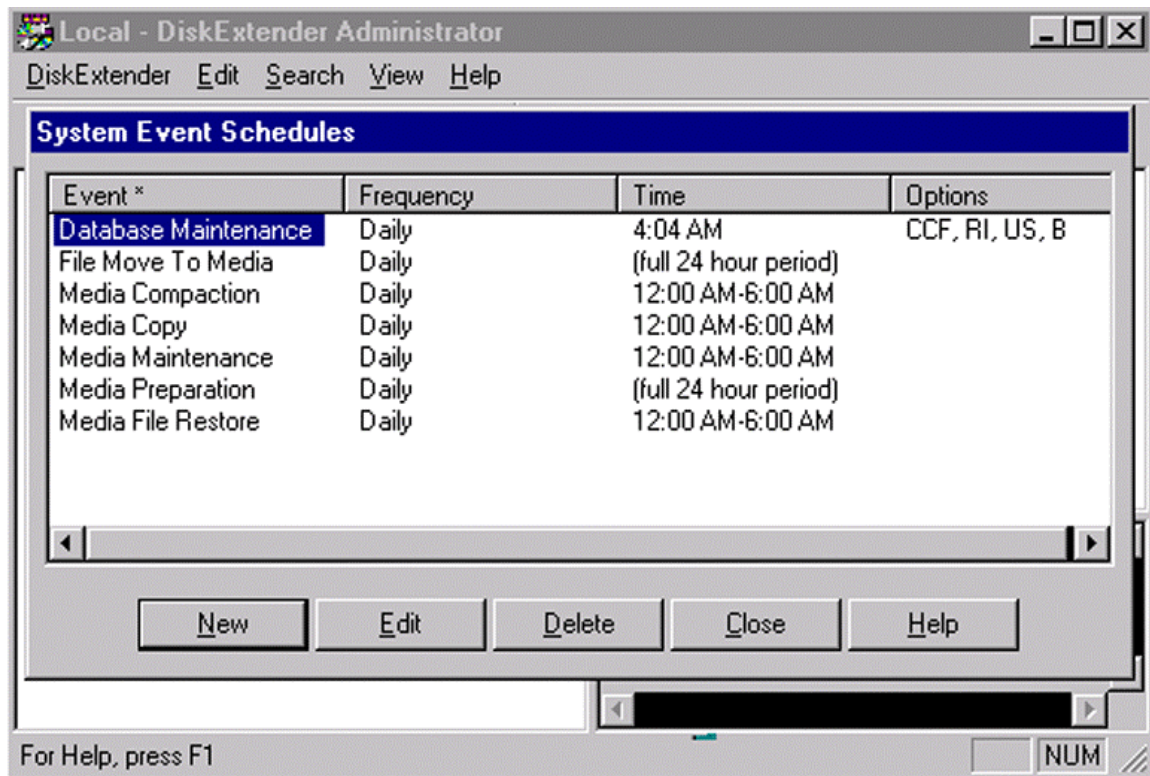 Local - DiskExtender Administrator
DiskExtender Edit Search View Help
System Event Schedules
Event * Frequency Time Options
Database Maintenance Daily 4:04 AM CCF, RI, US, B
File Move To Media Daily (full 24 hour period)
Media Compaction Daily 12:00 AM-6:00 AM
Media Copy Daily 12:00 AM-6:00 AM
Media Maintenance Daily 12:00 AM-6:00 AM
Media Preparation Daily (full 24 hour period)
Media File Restore Daily 12:00 AM-6:00 AM
New Edit Delete Close Help
For Help, press F1 NUM